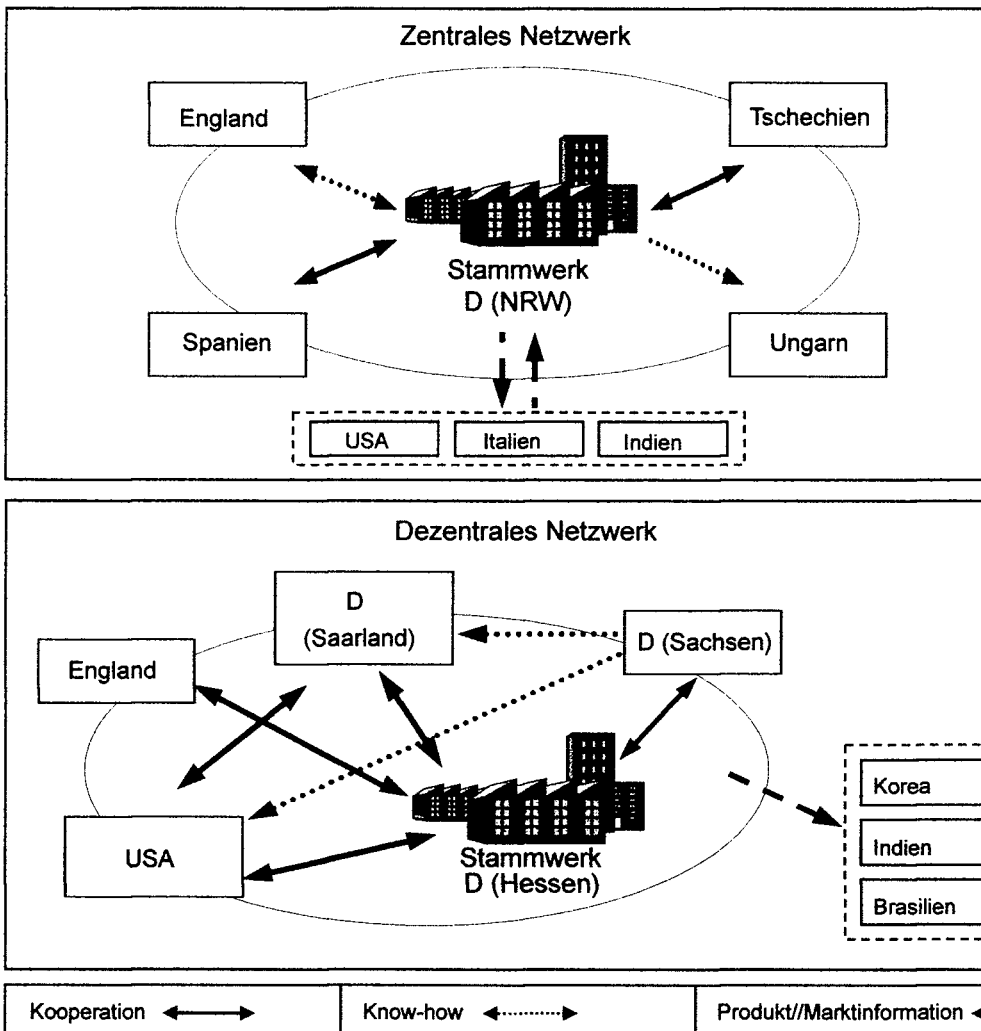 Zentrales Netzwerk
England
Tschechien
Stammwerk
D (NRW)
Spanien
Ungarn
USA
Italien
Indien
Dezentrales Netzwerk
D
(Saarland)
D (Sachsen)
England
Korea
USA
Stammwerk
D (Hessen)
Indien
Brasilien
Kooperation
Know-how
Produkt//Marktinformation